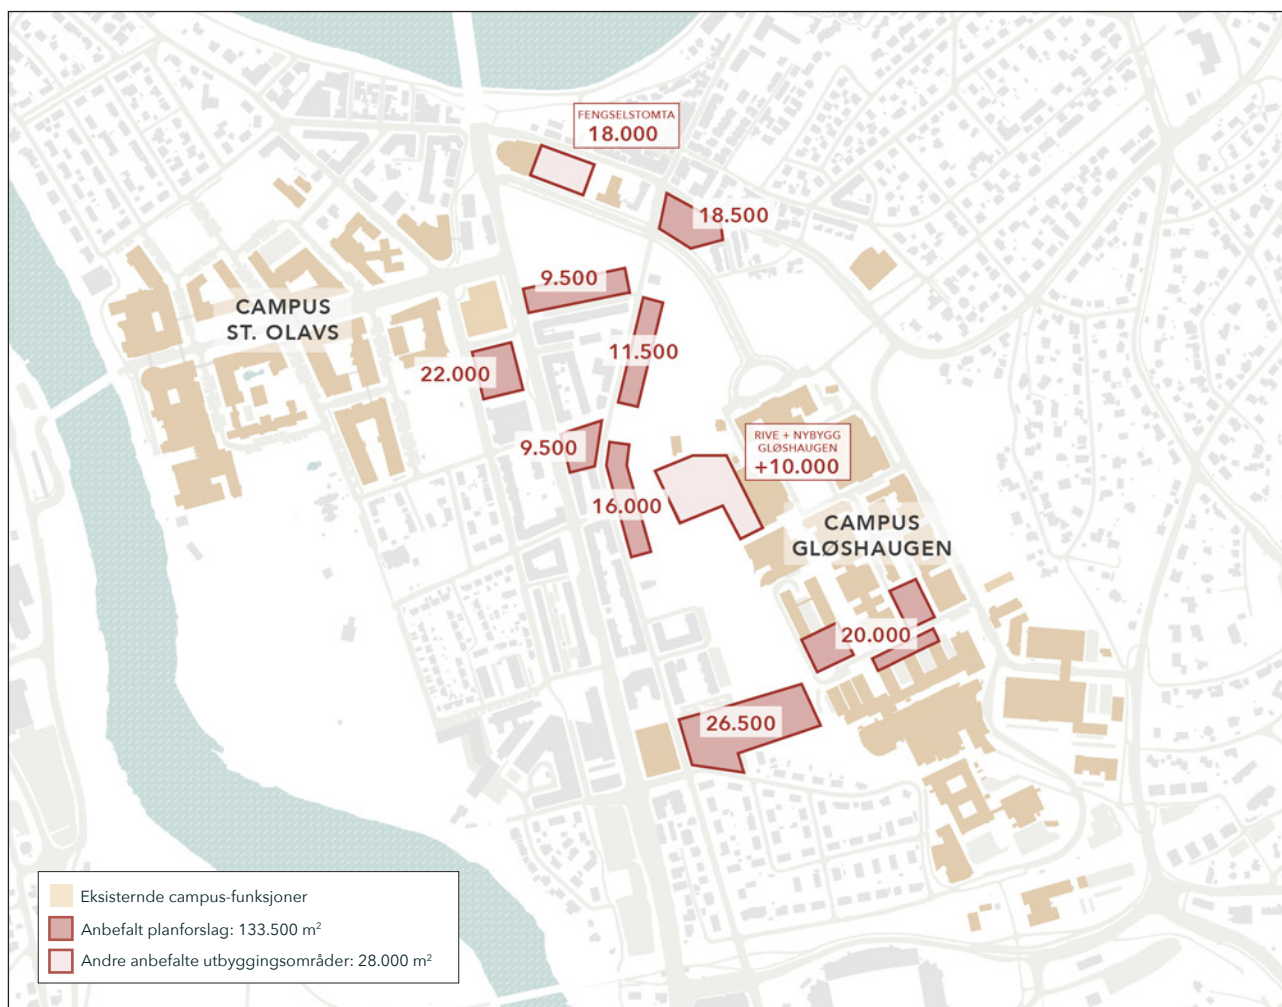 FENGSELSTOMTA
18.000
18.500
9.500
CAMPUS
ST. OLAVS
11.500
22.000
9.500
RIVE + NYBYGG
GLØSHAUGEN
+10.000
16.000
CAMPUS
GLØSHAUGEN
20.000
26.500
Eksisternde campus-funksjoner
Anbefalt planforslag: 133.500 m²
Andre anbefalte utbyggingsområder: 28.000 m²